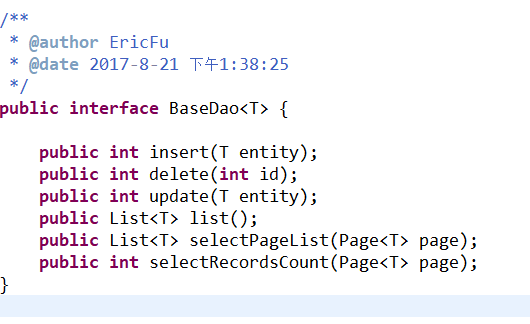 /**
 * @author EricFu
 * @date 2017-8-21 下午1:38:25
 */
public interface BaseDao<T> {
    public int insert(T entity);
    public int delete(int id);
    public int update(T entity);
    public List<T> list();
    public List<T> selectPageList(Page<T> page);
    public int selectRecordsCount(Page<T> page);
}